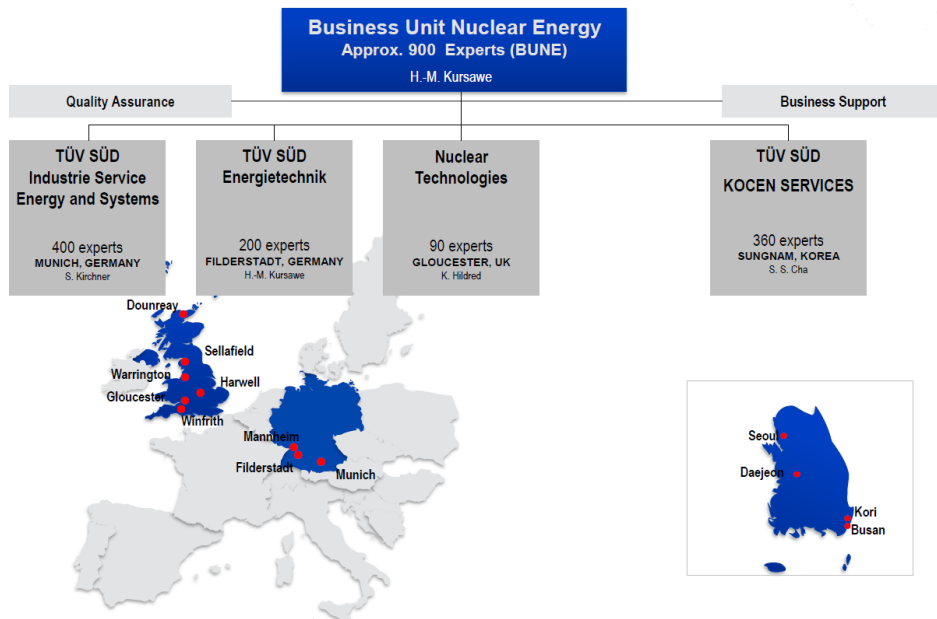 Business Unit Nuclear Energy
Approx. 900 Experts (BUNE)
H.-M. Kursawe
Quality Assurance
Business Support
TÜV SÜD
Industrie Service
Energy and Systems
400 experts
MUNICH, GERMANY
S. Kirchner
TÜV SÜD
Energietechnik
200 experts
FILDERSTADT, GERMANY
H.-M. Kursawe
Nuclear
Technologies
90 experts
GLOUCESTER, UK
K. Hildred
TÜV SÜD
KOCEN SERVICES
360 experts
SUNGNAM, KOREA
S. S. Cha
Dounreay
Sellafield
Warrington
Harwell
Gloucester
Winfrith
Mannheim
Filderstadt
Munich
Seoul
Daejeon
Kori
Busan